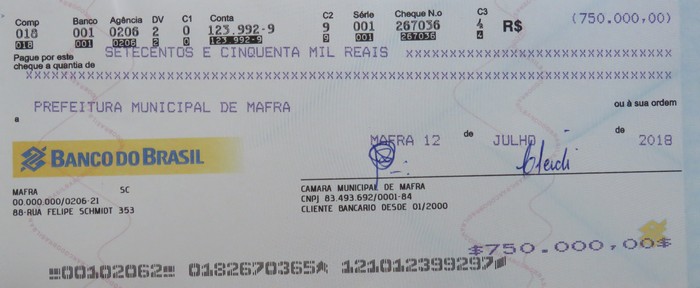 Comp Banco Agência DV C1 Conta C2 Série Cheque N.o C3
018 001 0206 2 0 123.992-9 9 001 267036 4 R$ (750.000,00)
018 001 0206 2 0 123.992-9 9 001 267036 4
Pague por este SETECENTOS E CINQUENTA MIL REAIS XXXXXXXXXXXXXXXXXXXXXXXXXXXXX
cheque a quantia de
XXXXXXXXXXXXXXXXXXXXXXXXXXXXXXXXXXXXXXXXXXXXXXXXXXXXXXXXXXXXXXXXXXXXX
a PREFEITURA MUNICIPAL DE MAFRA ou à sua ordem
MAFRA 12 de JULHO de 2018
BANCO DO BRASIL
Cleidi
MAFRA SC
00.000.000/0206-21
88-RUA FELIPE SCHMIDT 353
CAMARA MUNICIPAL DE MAFRA
CNPJ 83.493.692/0001-84
CLIENTE BANCARIO DESDE 01/2000
$750.000,00$
00102062 0182670365 121012399297